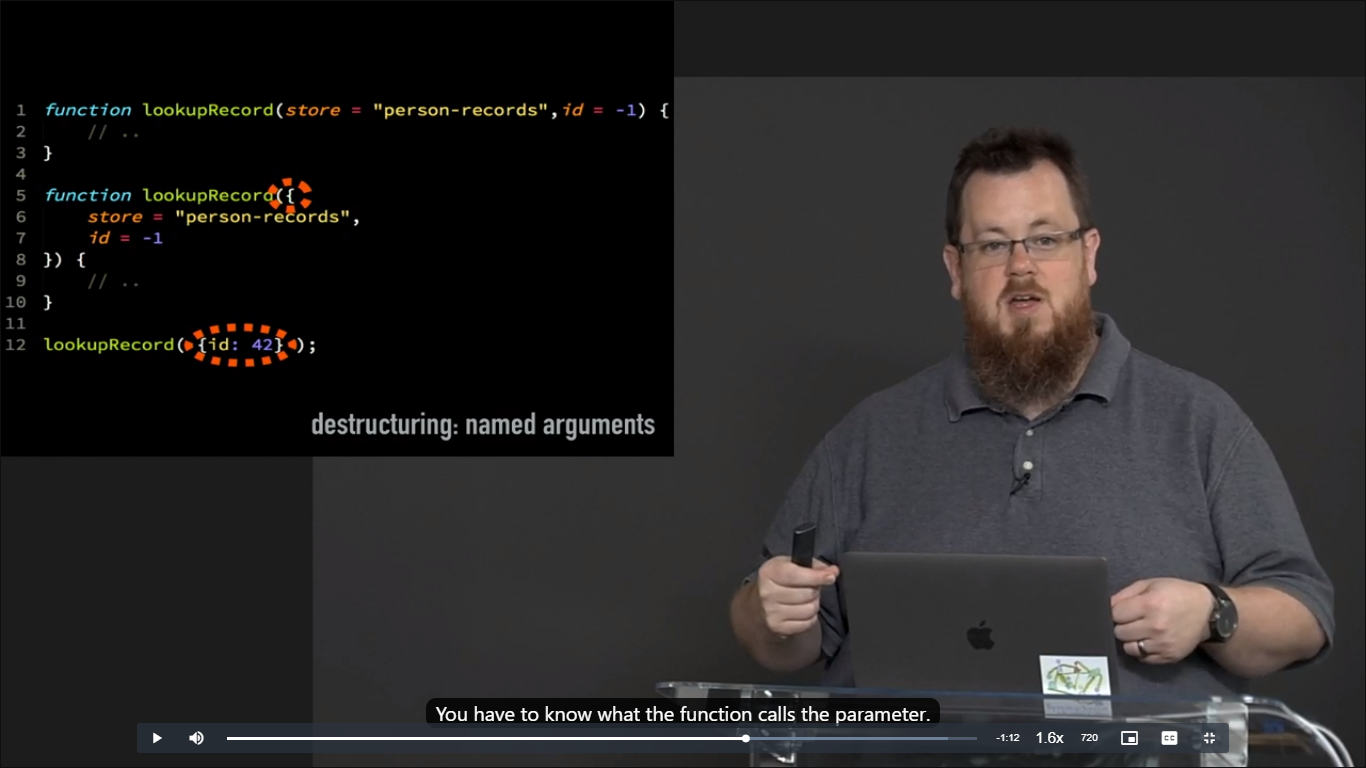 1 function lookupRecord(store = "person-records",id = -1) {
2 // ..
3 }
4
5 function lookupRecord({
6 store = "person-records",
7 id = -1
8 }) {
9 // ..
10 }
11
12 lookupRecord( {id: 42} );
destructuring: named arguments
You have to know what the function calls the parameter.
-1:12 1.6x 720 CC